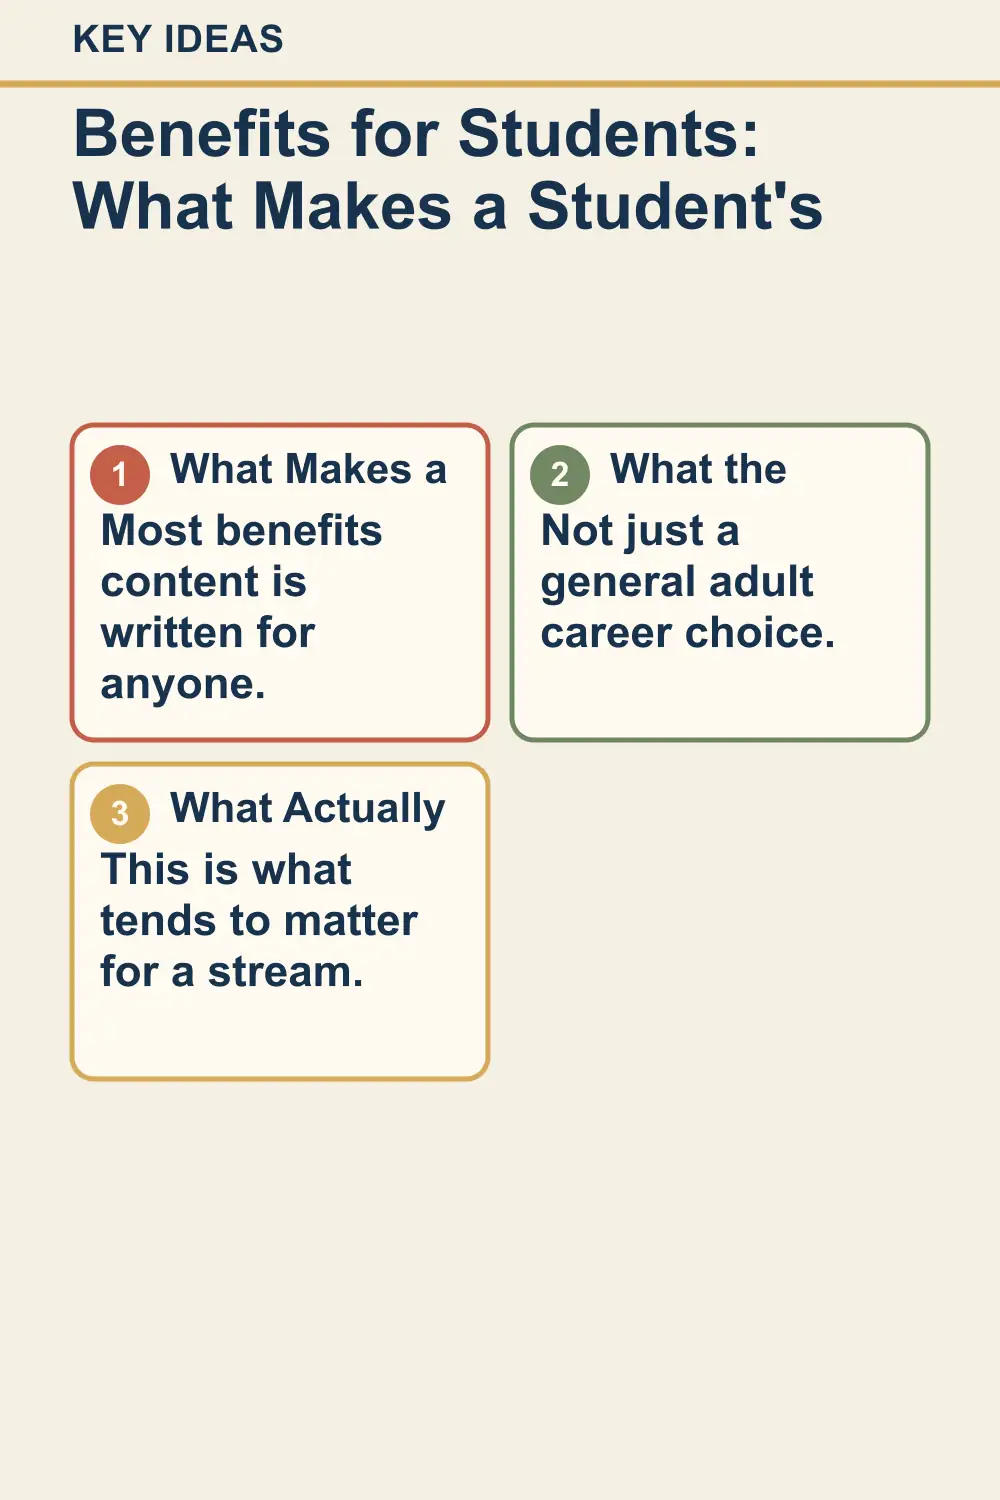 KEY IDEAS
Benefits for Students:
What Makes a Student's
1 What Makes a
Most benefits
content is
written for
anyone.
2 What the
Not just a
general adult
career choice.
3 What Actually
This is what
tends to matter
for a stream.